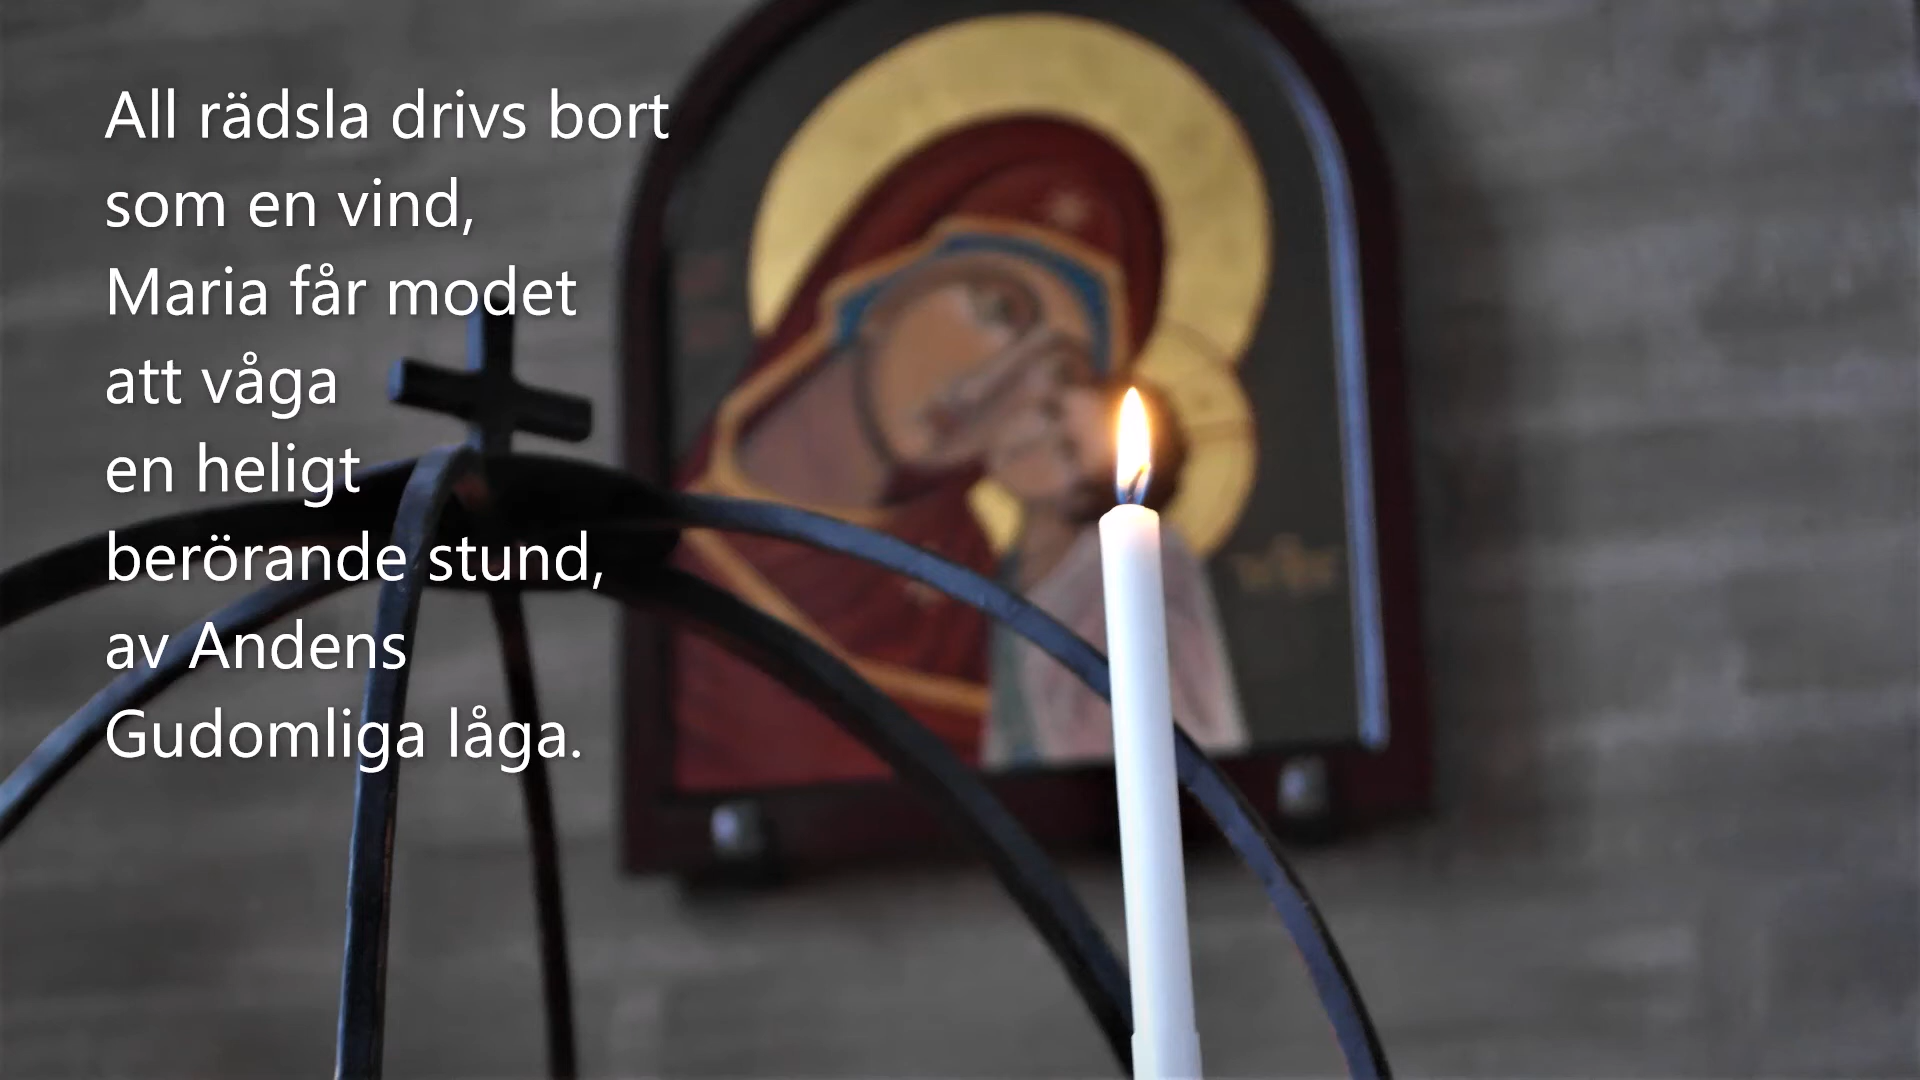 All rädsla drivs bort
som en vind,
Maria får modet
att våga
en heligt
berörande stund,
av Andens
Gudomliga låga.